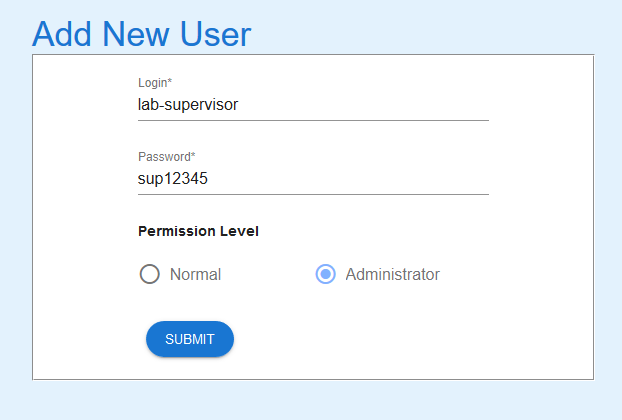 Add New User
Login*
lab-supervisor
Password*
sup12345
Permission Level
Normal Administrator
SUBMIT